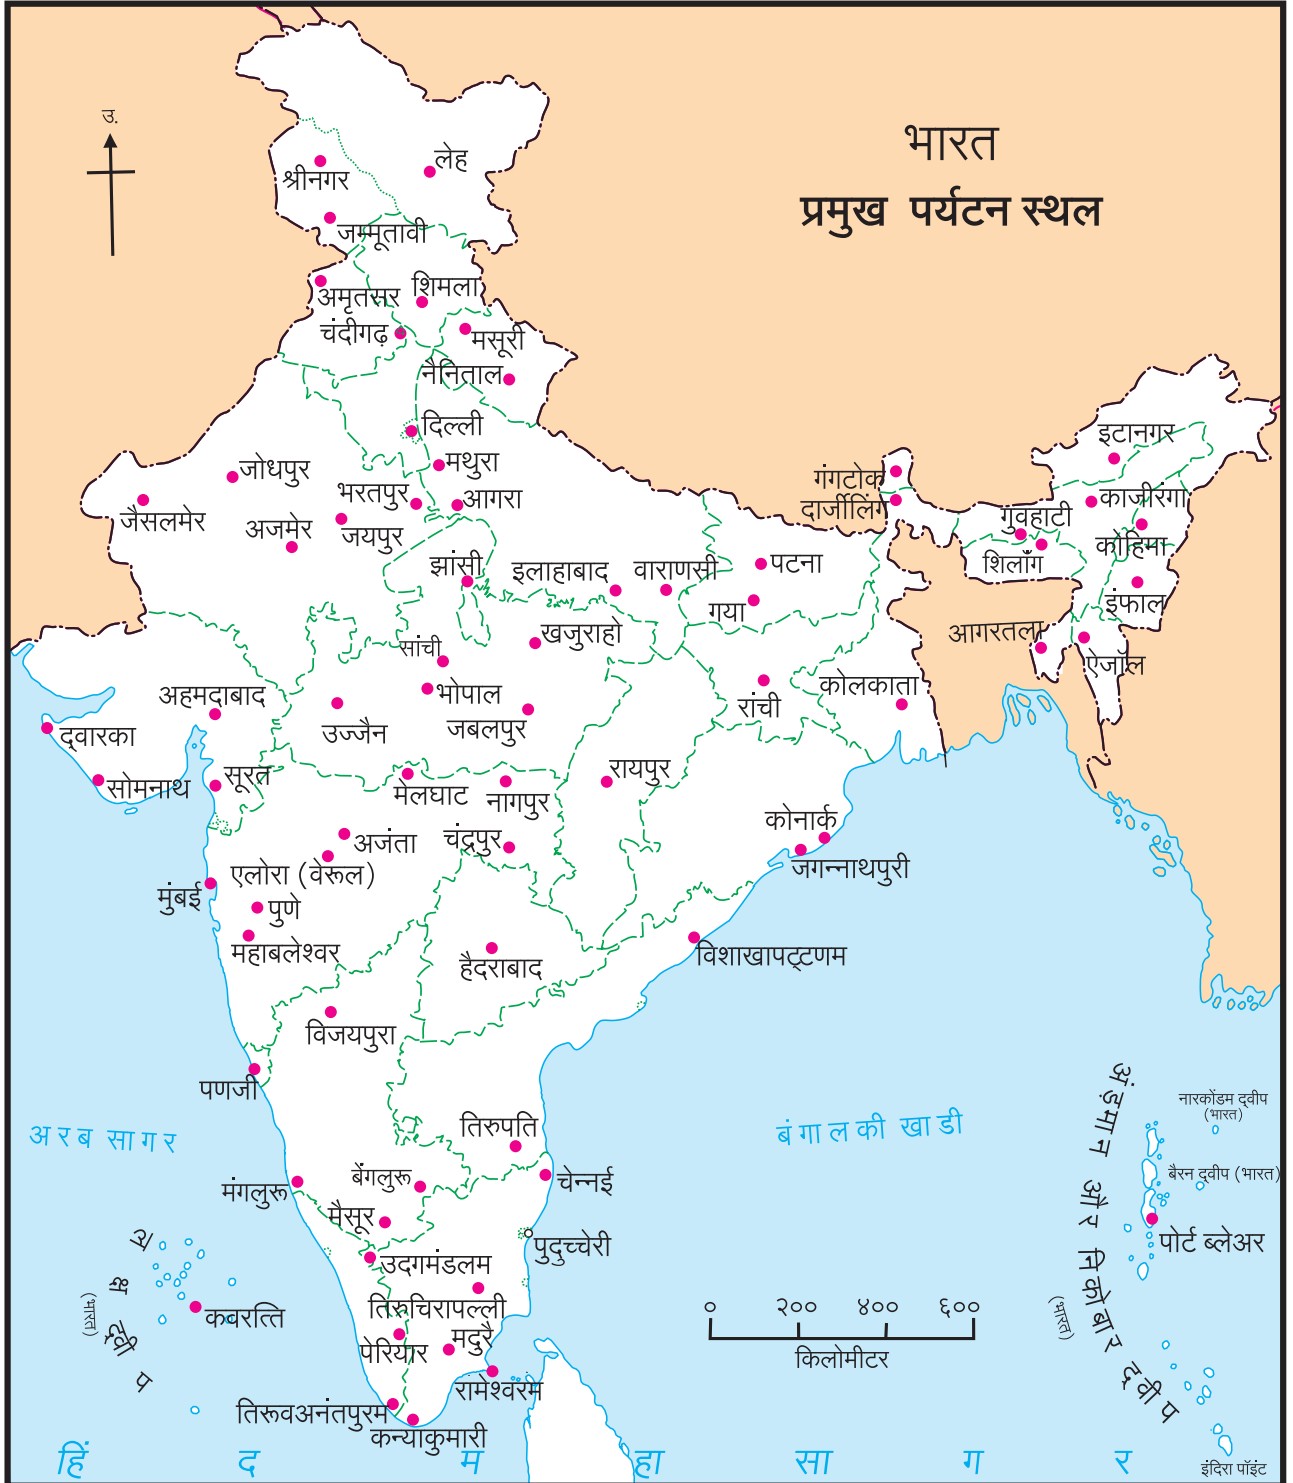 उ.
भारत
प्रमुख पर्यटन स्थल
लेह
श्रीनगर
जम्मूतावी
अमृतसर
शिमला
चंदीगढ़
मसूरी
नैनिताल
दिल्ली
जोधपुर
मथुरा
भरतपुर
आगरा
जैसलमेर
अजमेर
जयपुर
झांसी
इलाहाबाद
वाराणसी
पटना
गया
गंगटोक
दार्जीलिंग
इटानगर
काजीरंगा
गुवहाटी
कोहिमा
शिलाँग
इंफाल
आगरतला
ऐजॉल
खजुराहो
सांची
भोपाल
अहमदाबाद
उज्जैन
जबलपुर
रांची
कोलकाता
द्वारका
सोमनाथ
सूरत
मेलघाट
नागपुर
रायपुर
कोनार्क
जगन्नाथपुरी
अजंता
चंद्रपुर
एलोरा (वेरूल)
मुंबई
पुणे
महाबलेश्वर
हैदराबाद
विशाखापट्टणम
विजयपुरा
पणजी
अरब सागर
बंगाल की खाडी
तिरुपति
बेंगलुरू
चेन्नई
मंगलुरू
मैसूर
पुदुच्चेरी
उदगमंडलम
तिरुचिरापल्ली
पेरियार
मदुरै
रामेश्वरम
तिरूवअनंतपुरम
कन्याकुमारी
कवरत्ति
लक्षद्वीप
(भारत)
अंड़मान और निकोबार द्वीप
(भारत)
नारकोंडम द्वीप
(भारत)
बैरन द्वीप (भारत)
पोर्ट ब्लेअर
० २०० ४०० ६००
किलोमीटर
इंदिरा पॉइंट
हिंद महासागर